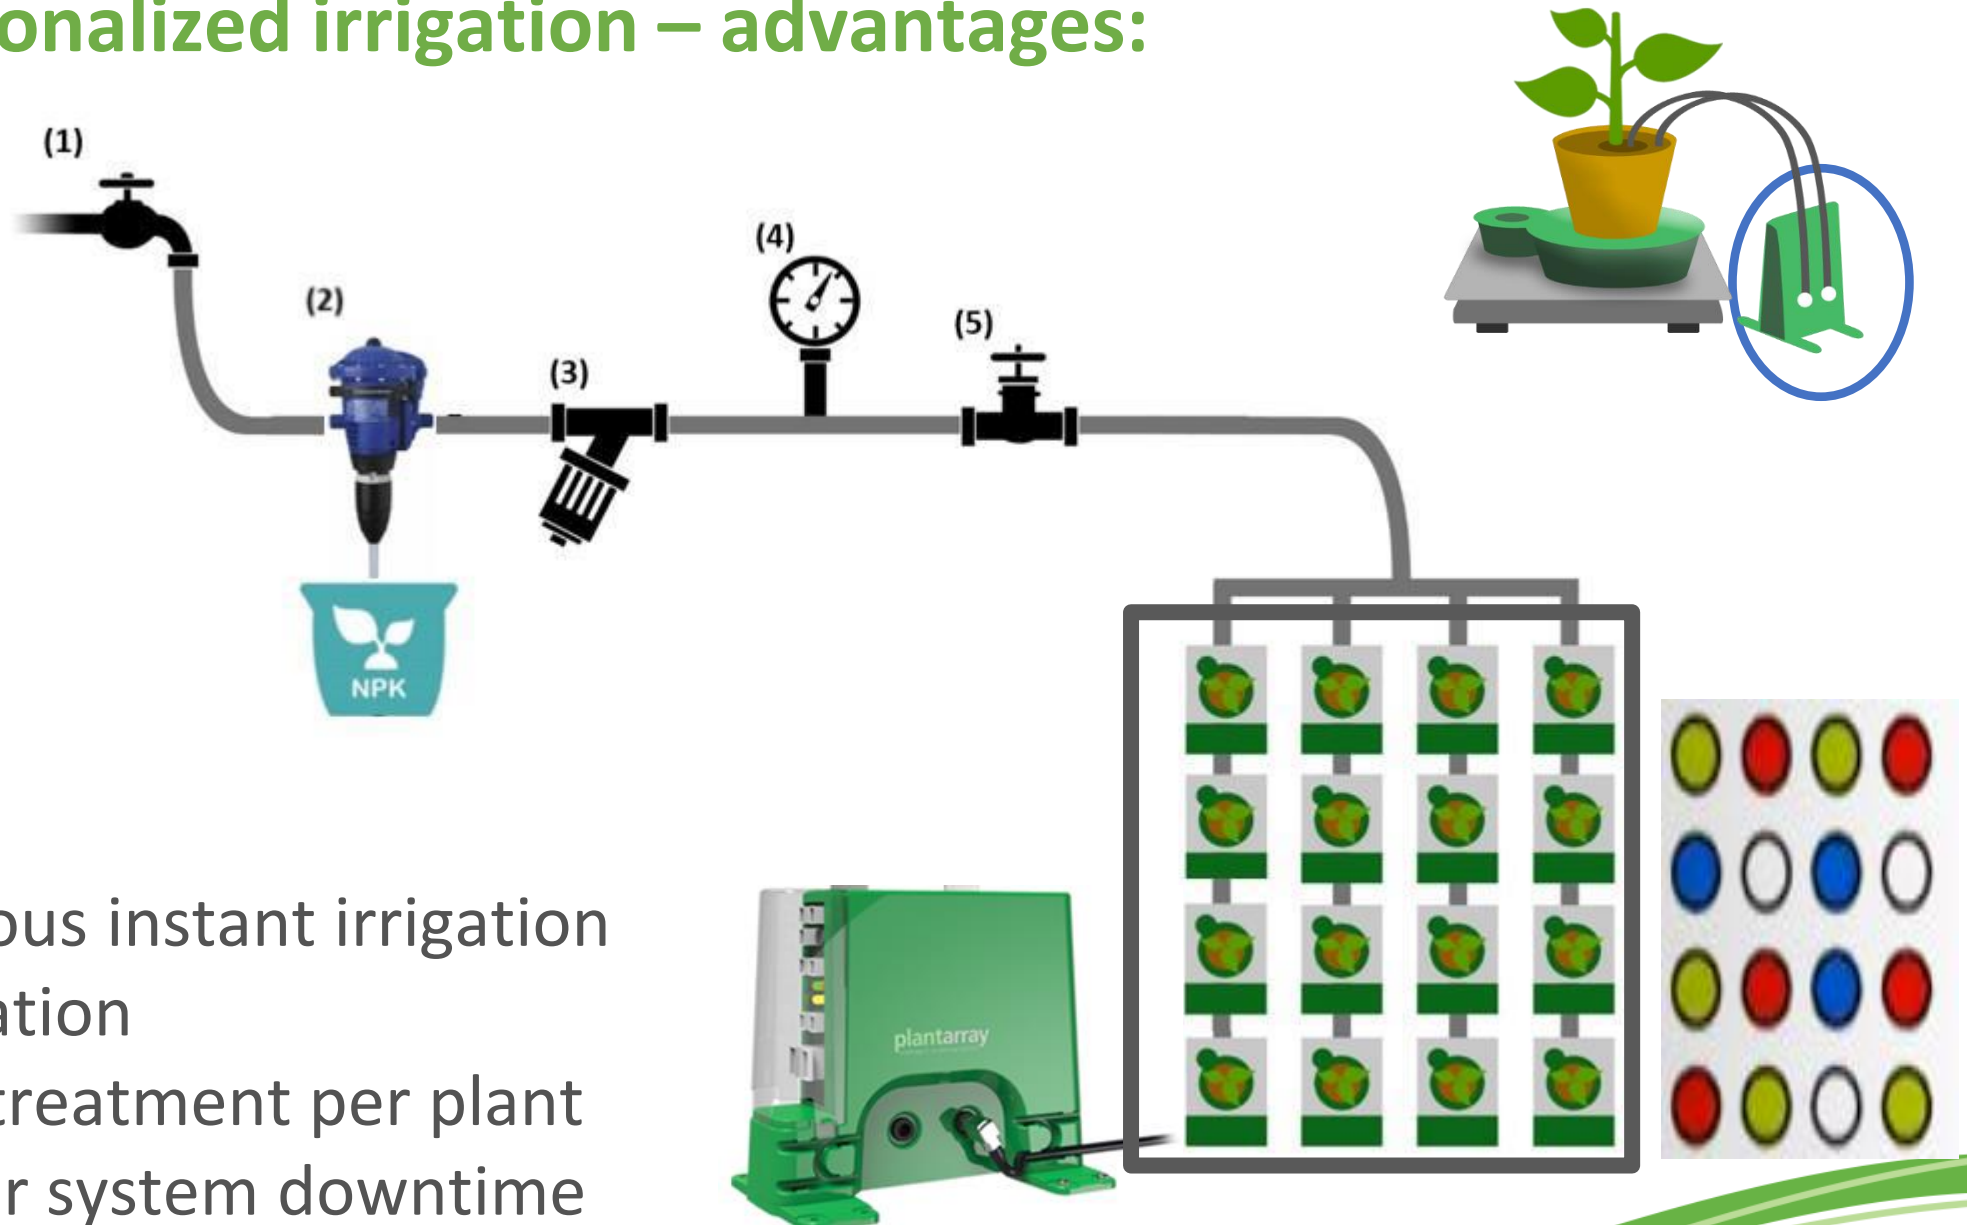 onalized irrigation – advantages:
(1)
(2)
(3)
(4)
(5)
NPK
ous instant irrigation
ation
treatment per plant
r system downtime
plantarray